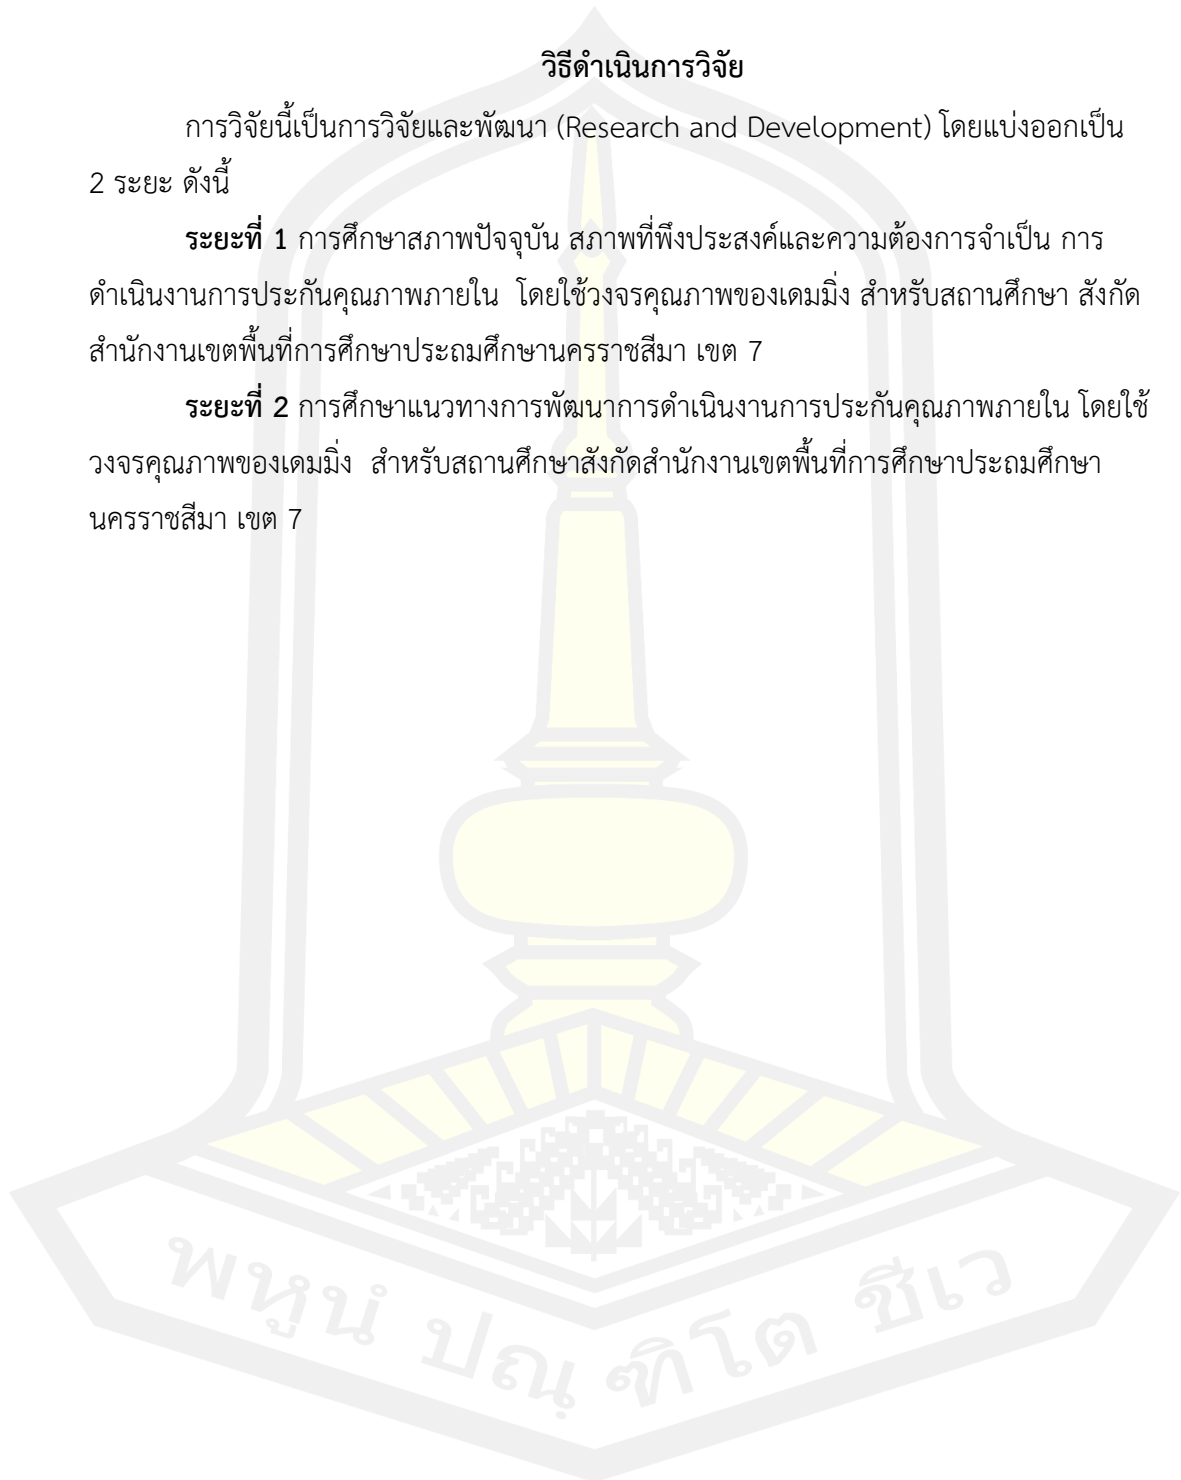 วิธีดำเนินการวิจัย
การวิจัยนี้เป็นการวิจัยและพัฒนา (Research and Development) โดยแบ่งออกเป็น
2 ระยะ ดังนี้
ระยะที่ 1 การศึกษาสภาพปัจจุบัน สภาพที่พึงประสงค์และความต้องการจำเป็น การ
ดำเนินงานการประกันคุณภาพภายใน โดยใช้วงจรคุณภาพของเดมมิ่ง สำหรับสถานศึกษา สังกัด
สำนักงานเขตพื้นที่การศึกษาประถมศึกษานครราชสีมา เขต 7
ระยะที่ 2 การศึกษาแนวทางการพัฒนาการดำเนินงานการประกันคุณภาพภายใน โดยใช้
วงจรคุณภาพของเดมมิ่ง สำหรับสถานศึกษาสังกัดสำนักงานเขตพื้นที่การศึกษาประถมศึกษา
นครราชสีมา เขต 7
พหูนํ ปณฺฑิโต ชีเว